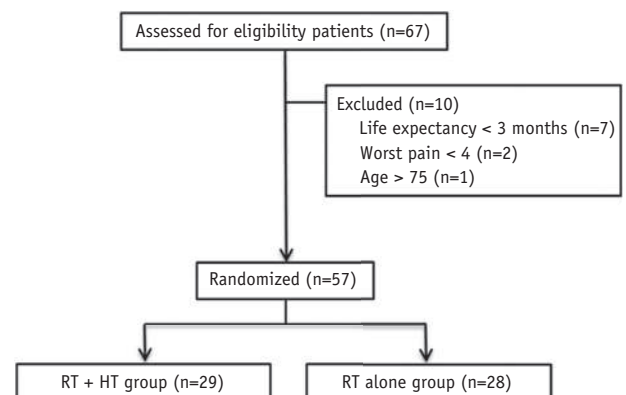 Assessed for eligibility patients (n=67)
Excluded (n=10)
Life expectancy < 3 months (n=7)
Worst pain < 4 (n=2)
Age > 75 (n=1)
Randomized (n=57)
RT + HT group (n=29)
RT alone group (n=28)